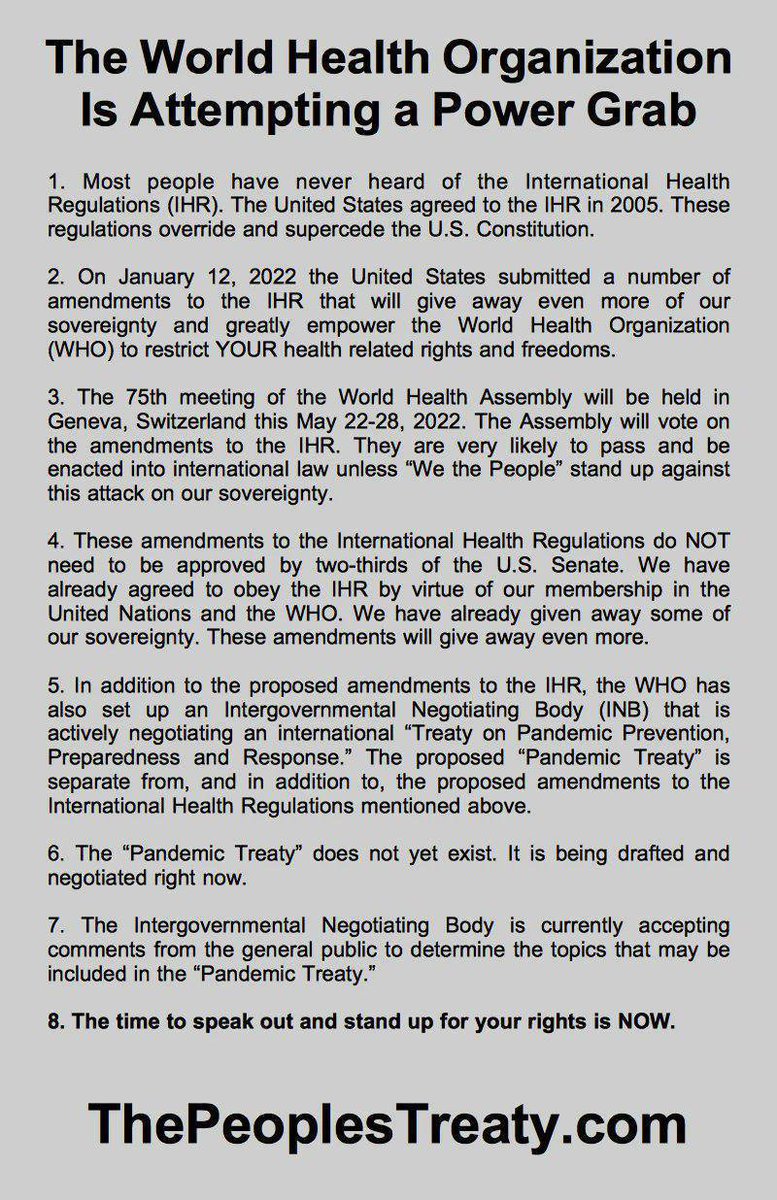 The World Health Organization
Is Attempting a Power Grab
1. Most people have never heard of the International Health
Regulations (IHR). The United States agreed to the IHR in 2005. These
regulations override and supercede the U.S. Constitution.
2. On January 12, 2022 the United States submitted a number of
amendments to the IHR that will give away even more of our
sovereignty and greatly empower the World Health Organization
(WHO) to restrict YOUR health related rights and freedoms.
3. The 75th meeting of the World Health Assembly will be held in
Geneva, Switzerland this May 22-28, 2022. The Assembly will vote on
the amendments to the IHR. They are very likely to pass and be
enacted into international law unless “We the People” stand up against
this attack on our sovereignty.
4. These amendments to the International Health Regulations do NOT
need to be approved by two-thirds of the U.S. Senate. We have
already agreed to obey the IHR by virtue of our membership in the
United Nations and the WHO. We have already given away some of
our sovereignty. These amendments will give away even more.
5. In addition to the proposed amendments to the IHR, the WHO has
also set up an Intergovernmental Negotiating Body (INB) that is
actively negotiating an international “Treaty on Pandemic Prevention,
Preparedness and Response.” The proposed “Pandemic Treaty” is
separate from, and in addition to, the proposed amendments to the
International Health Regulations mentioned above.
6. The “Pandemic Treaty” does not yet exist. It is being drafted and
negotiated right now.
7. The Intergovernmental Negotiating Body is currently accepting
comments from the general public to determine the topics that may be
included in the “Pandemic Treaty.”
8. The time to speak out and stand up for your rights is NOW.
ThePeoplesTreaty.com